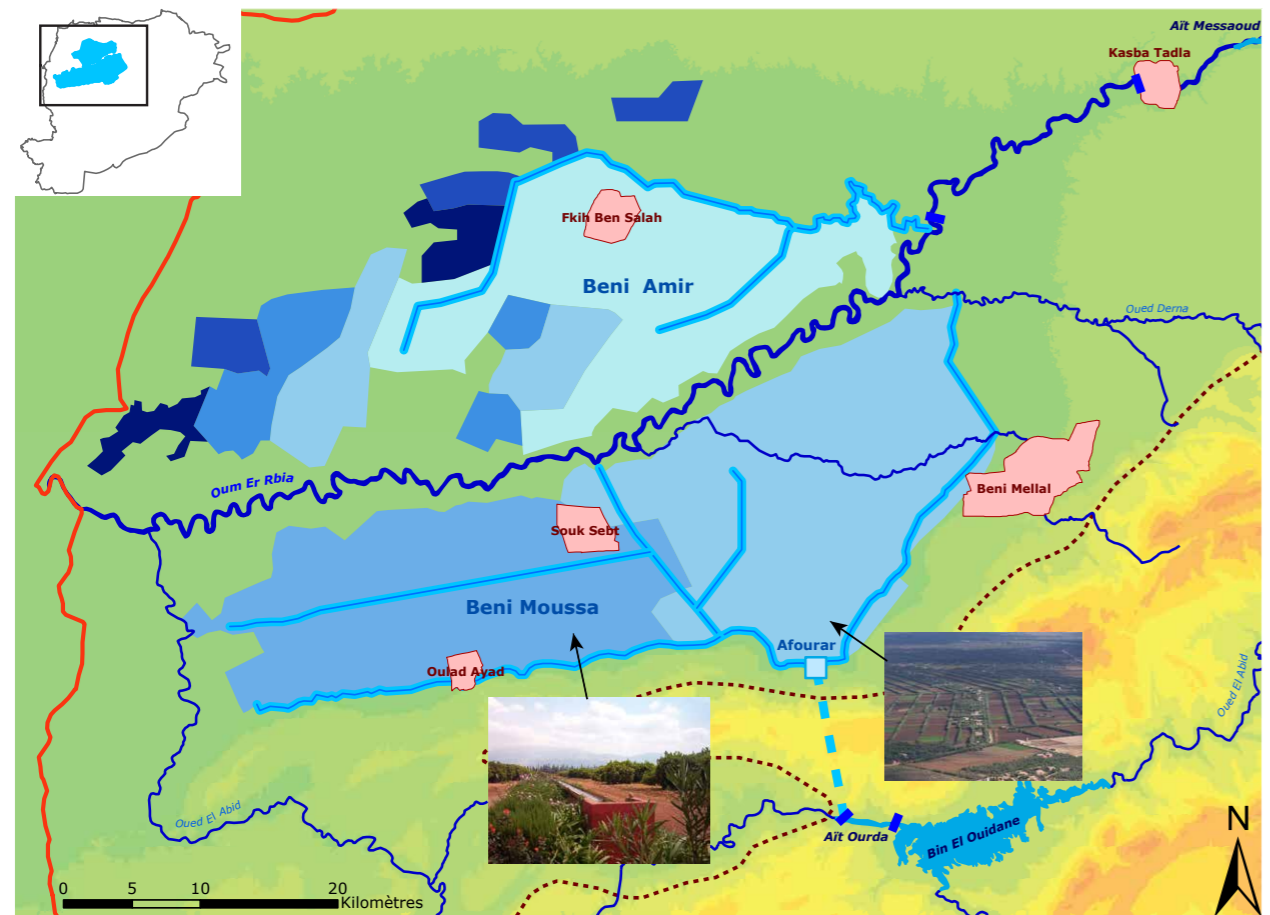 Aït Messaoud
Kasba Tadla
Fkih Ben Salah
Beni Amir
Oued Derna
Oum Er Rbia
Beni Mellal
Souk Sebt
Beni Moussa
Afourar
Oulad Ayad
Oued El Abid
Oued El Abid
Aït Ourda
Bin El Ouidane
N
0 5 10 20
Kilomètres